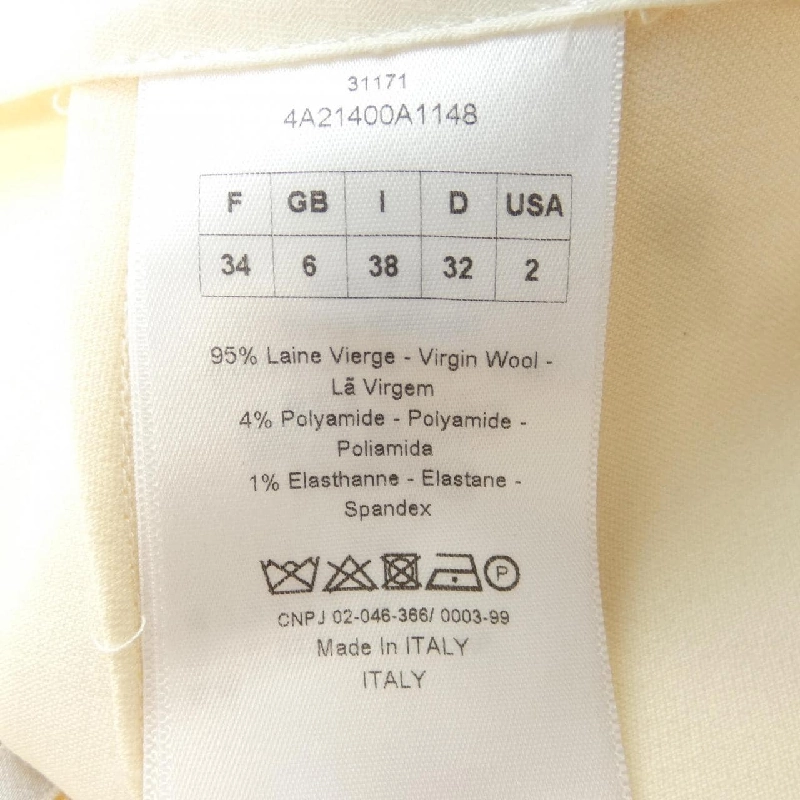 31171
4A21400A1148
F GB I D USA
34 6 38 32 2
95% Laine Vierge - Virgin Wool -
Lã Virgem
4% Polyamide - Polyamide -
Poliamida
1% Elasthanne - Elastane -
Spandex
P
CNPJ 02-046-366/ 0003-99
Made In ITALY
ITALY